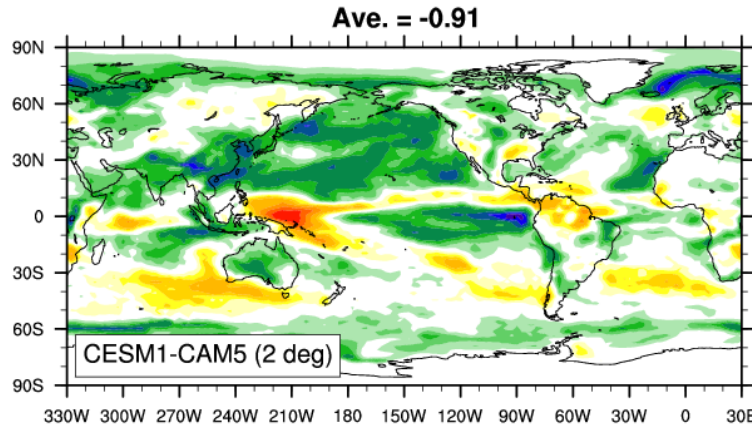 Ave. = -0.91
90N
60N
30N
0
30S
60S
90S
CESM1-CAM5 (2 deg)
330W 300W 270W 240W 210W 180 150W 120W 90W 60W 30W 0 30E